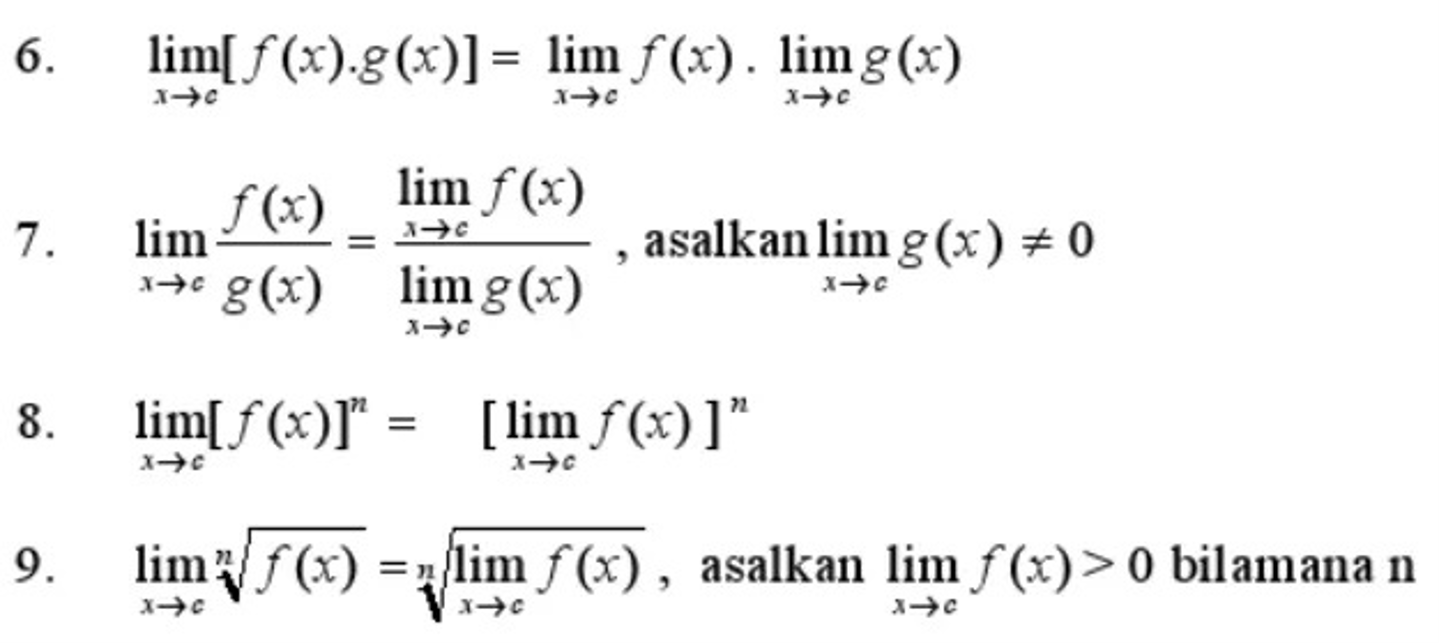 6. lim_{x→c} [f(x).g(x)] = lim_{x→c} f(x) . lim_{x→c} g(x)
7. lim_{x→c} f(x)/g(x) = lim_{x→c} f(x) / lim_{x→c} g(x) , asalkan lim_{x→c} g(x) ≠ 0
8. lim_{x→c} [f(x)]^n = [lim_{x→c} f(x)]^n
9. lim_{x→c} ⁿ√(f(x)) = ⁿ√(lim_{x→c} f(x)) , asalkan lim_{x→c} f(x) > 0 bilamana n